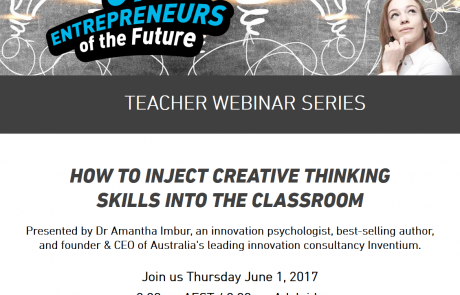 ENTREPRENEURS
of the Future
TEACHER WEBINAR SERIES
HOW TO INJECT CREATIVE THINKING
SKILLS INTO THE CLASSROOM
Presented by Dr Amantha Imbur, an innovation psychologist, best-selling author,
and founder & CEO of Australia's leading innovation consultancy Inventium.
Join us Thursday June 1, 2017